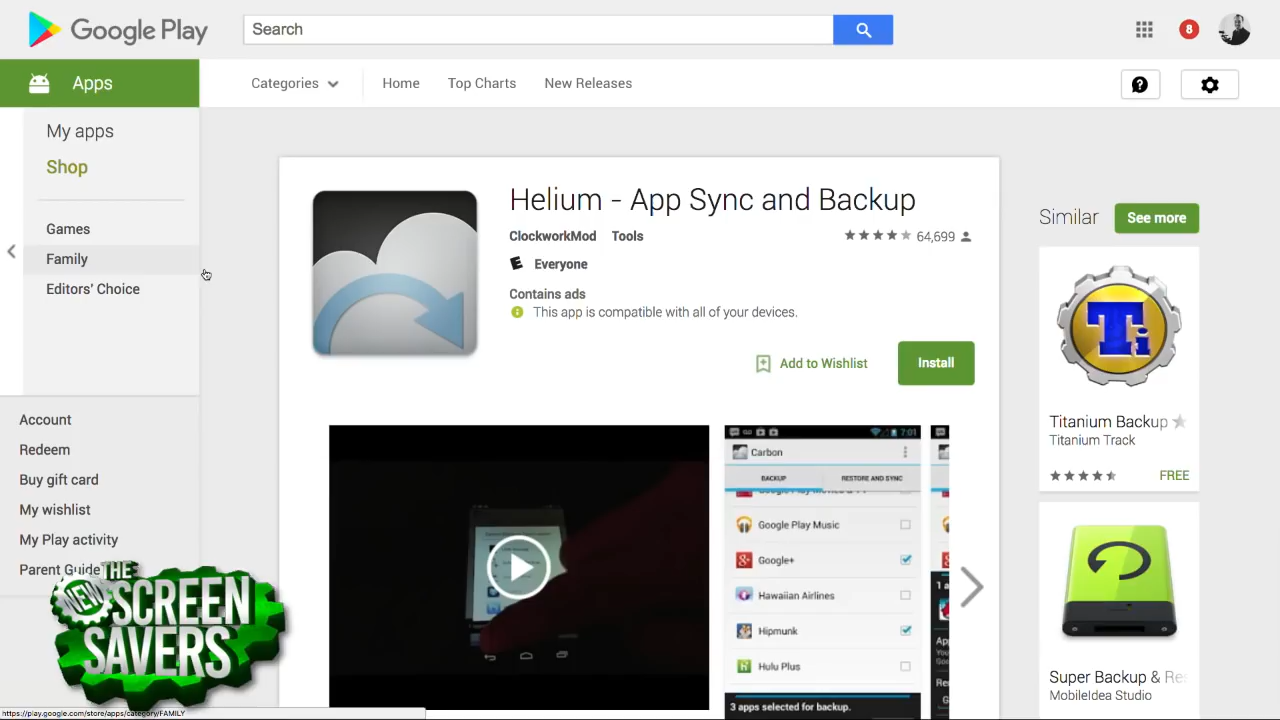 Google Play
Search
8
Apps
Categories
Home
Top Charts
New Releases
My apps
Shop
Games
Family
Editors' Choice
Account
Redeem
Buy gift card
My wishlist
My Play activity
Parent Guide
Helium - App Sync and Backup
ClockworkMod Tools
64,699
Everyone
Contains ads
This app is compatible with all of your devices.
Add to Wishlist
Install
7:01
Carbon
BACKUP
RESTORE AND SYNC
Google Play Music
Google+
Hawaiian Airlines
Hipmunk
Hulu Plus
3 apps selected for backup.
Similar
See more
Ti
Titanium Backup
Titanium Track
FREE
Super Backup & Re
MobileIdea Studio
THE
NEW
SCREEN
SAVERS
https://play.google.com/store/apps/category/FAMILY